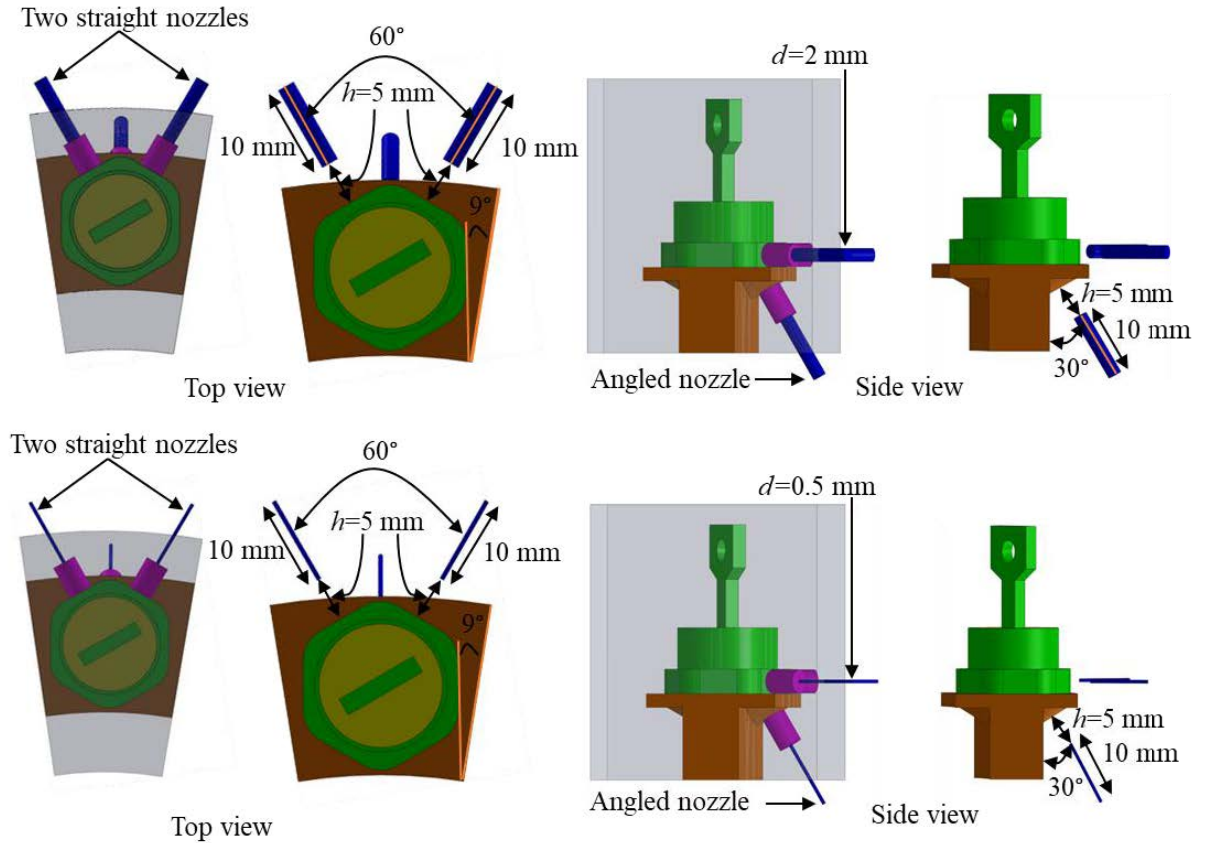 Two straight nozzles
60°
h=5 mm
10 mm
10 mm
9°
Top view
d=2 mm
h=5 mm
10 mm
30°
Angled nozzle
Side view
Two straight nozzles
60°
h=5 mm
10 mm
10 mm
9°
Top view
d=0.5 mm
h=5 mm
10 mm
30°
Angled nozzle
Side view